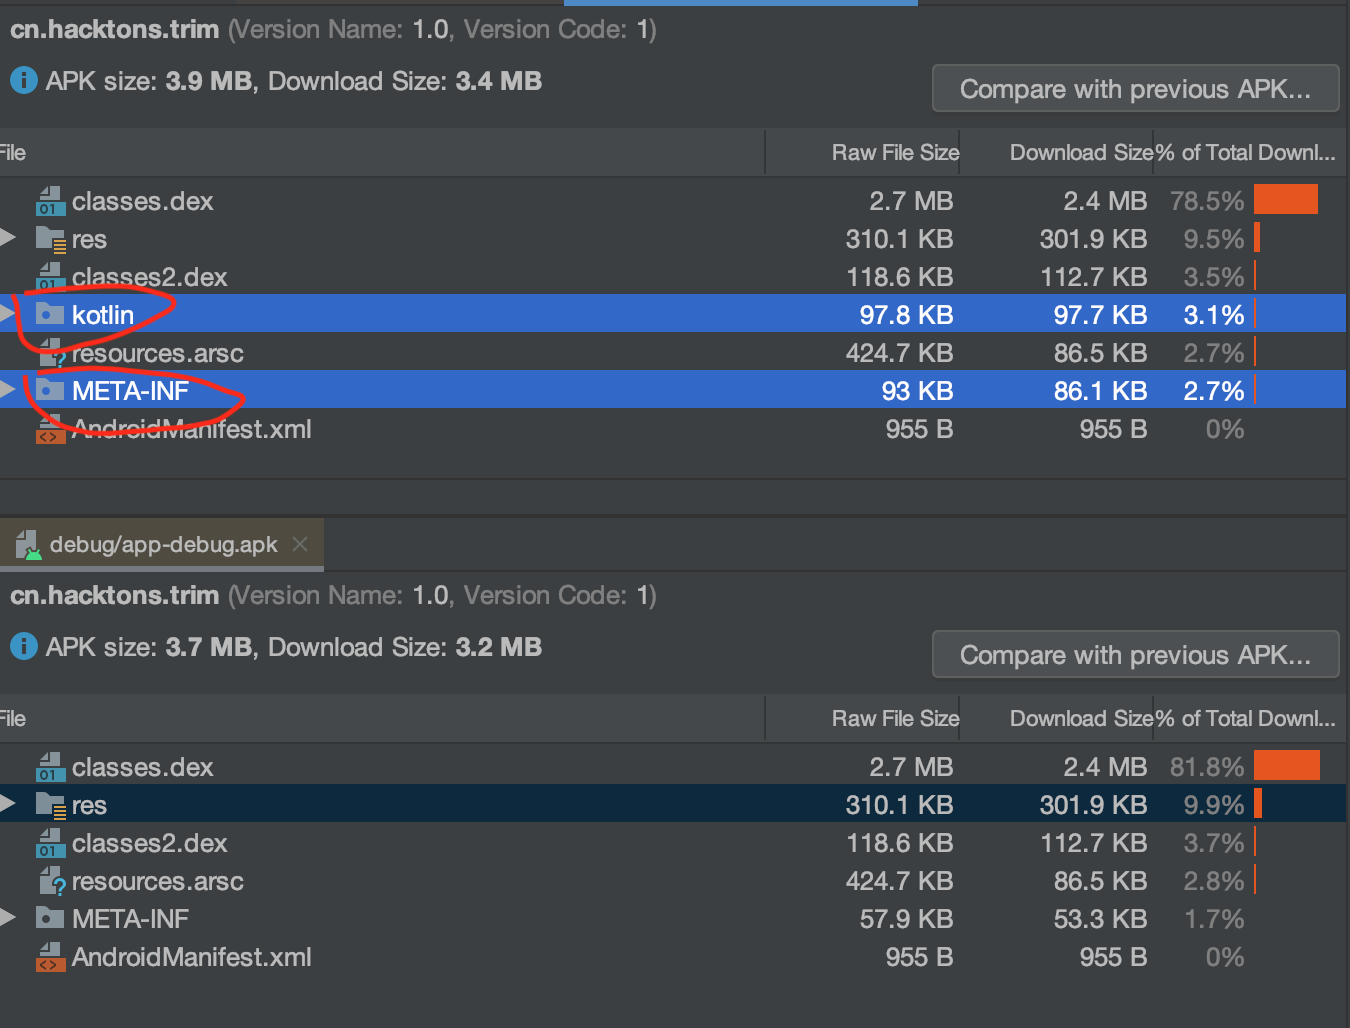 cn.hacktons.trim (Version Name: 1.0, Version Code: 1)
APK size: 3.9 MB, Download Size: 3.4 MB
Compare with previous APK...
File Raw File Size Download Size % of Total Downl...
classes.dex 2.7 MB 2.4 MB 78.5%
res 310.1 KB 301.9 KB 9.5%
classes2.dex 118.6 KB 112.7 KB 3.5%
kotlin 97.8 KB 97.7 KB 3.1%
resources.arsc 424.7 KB 86.5 KB 2.7%
META-INF 93 KB 86.1 KB 2.7%
AndroidManifest.xml 955 B 955 B 0%
debug/app-debug.apk
cn.hacktons.trim (Version Name: 1.0, Version Code: 1)
APK size: 3.7 MB, Download Size: 3.2 MB
Compare with previous APK...
File Raw File Size Download Size % of Total Downl...
classes.dex 2.7 MB 2.4 MB 81.8%
res 310.1 KB 301.9 KB 9.9%
classes2.dex 118.6 KB 112.7 KB 3.7%
resources.arsc 424.7 KB 86.5 KB 2.8%
META-INF 57.9 KB 53.3 KB 1.7%
AndroidManifest.xml 955 B 955 B 0%